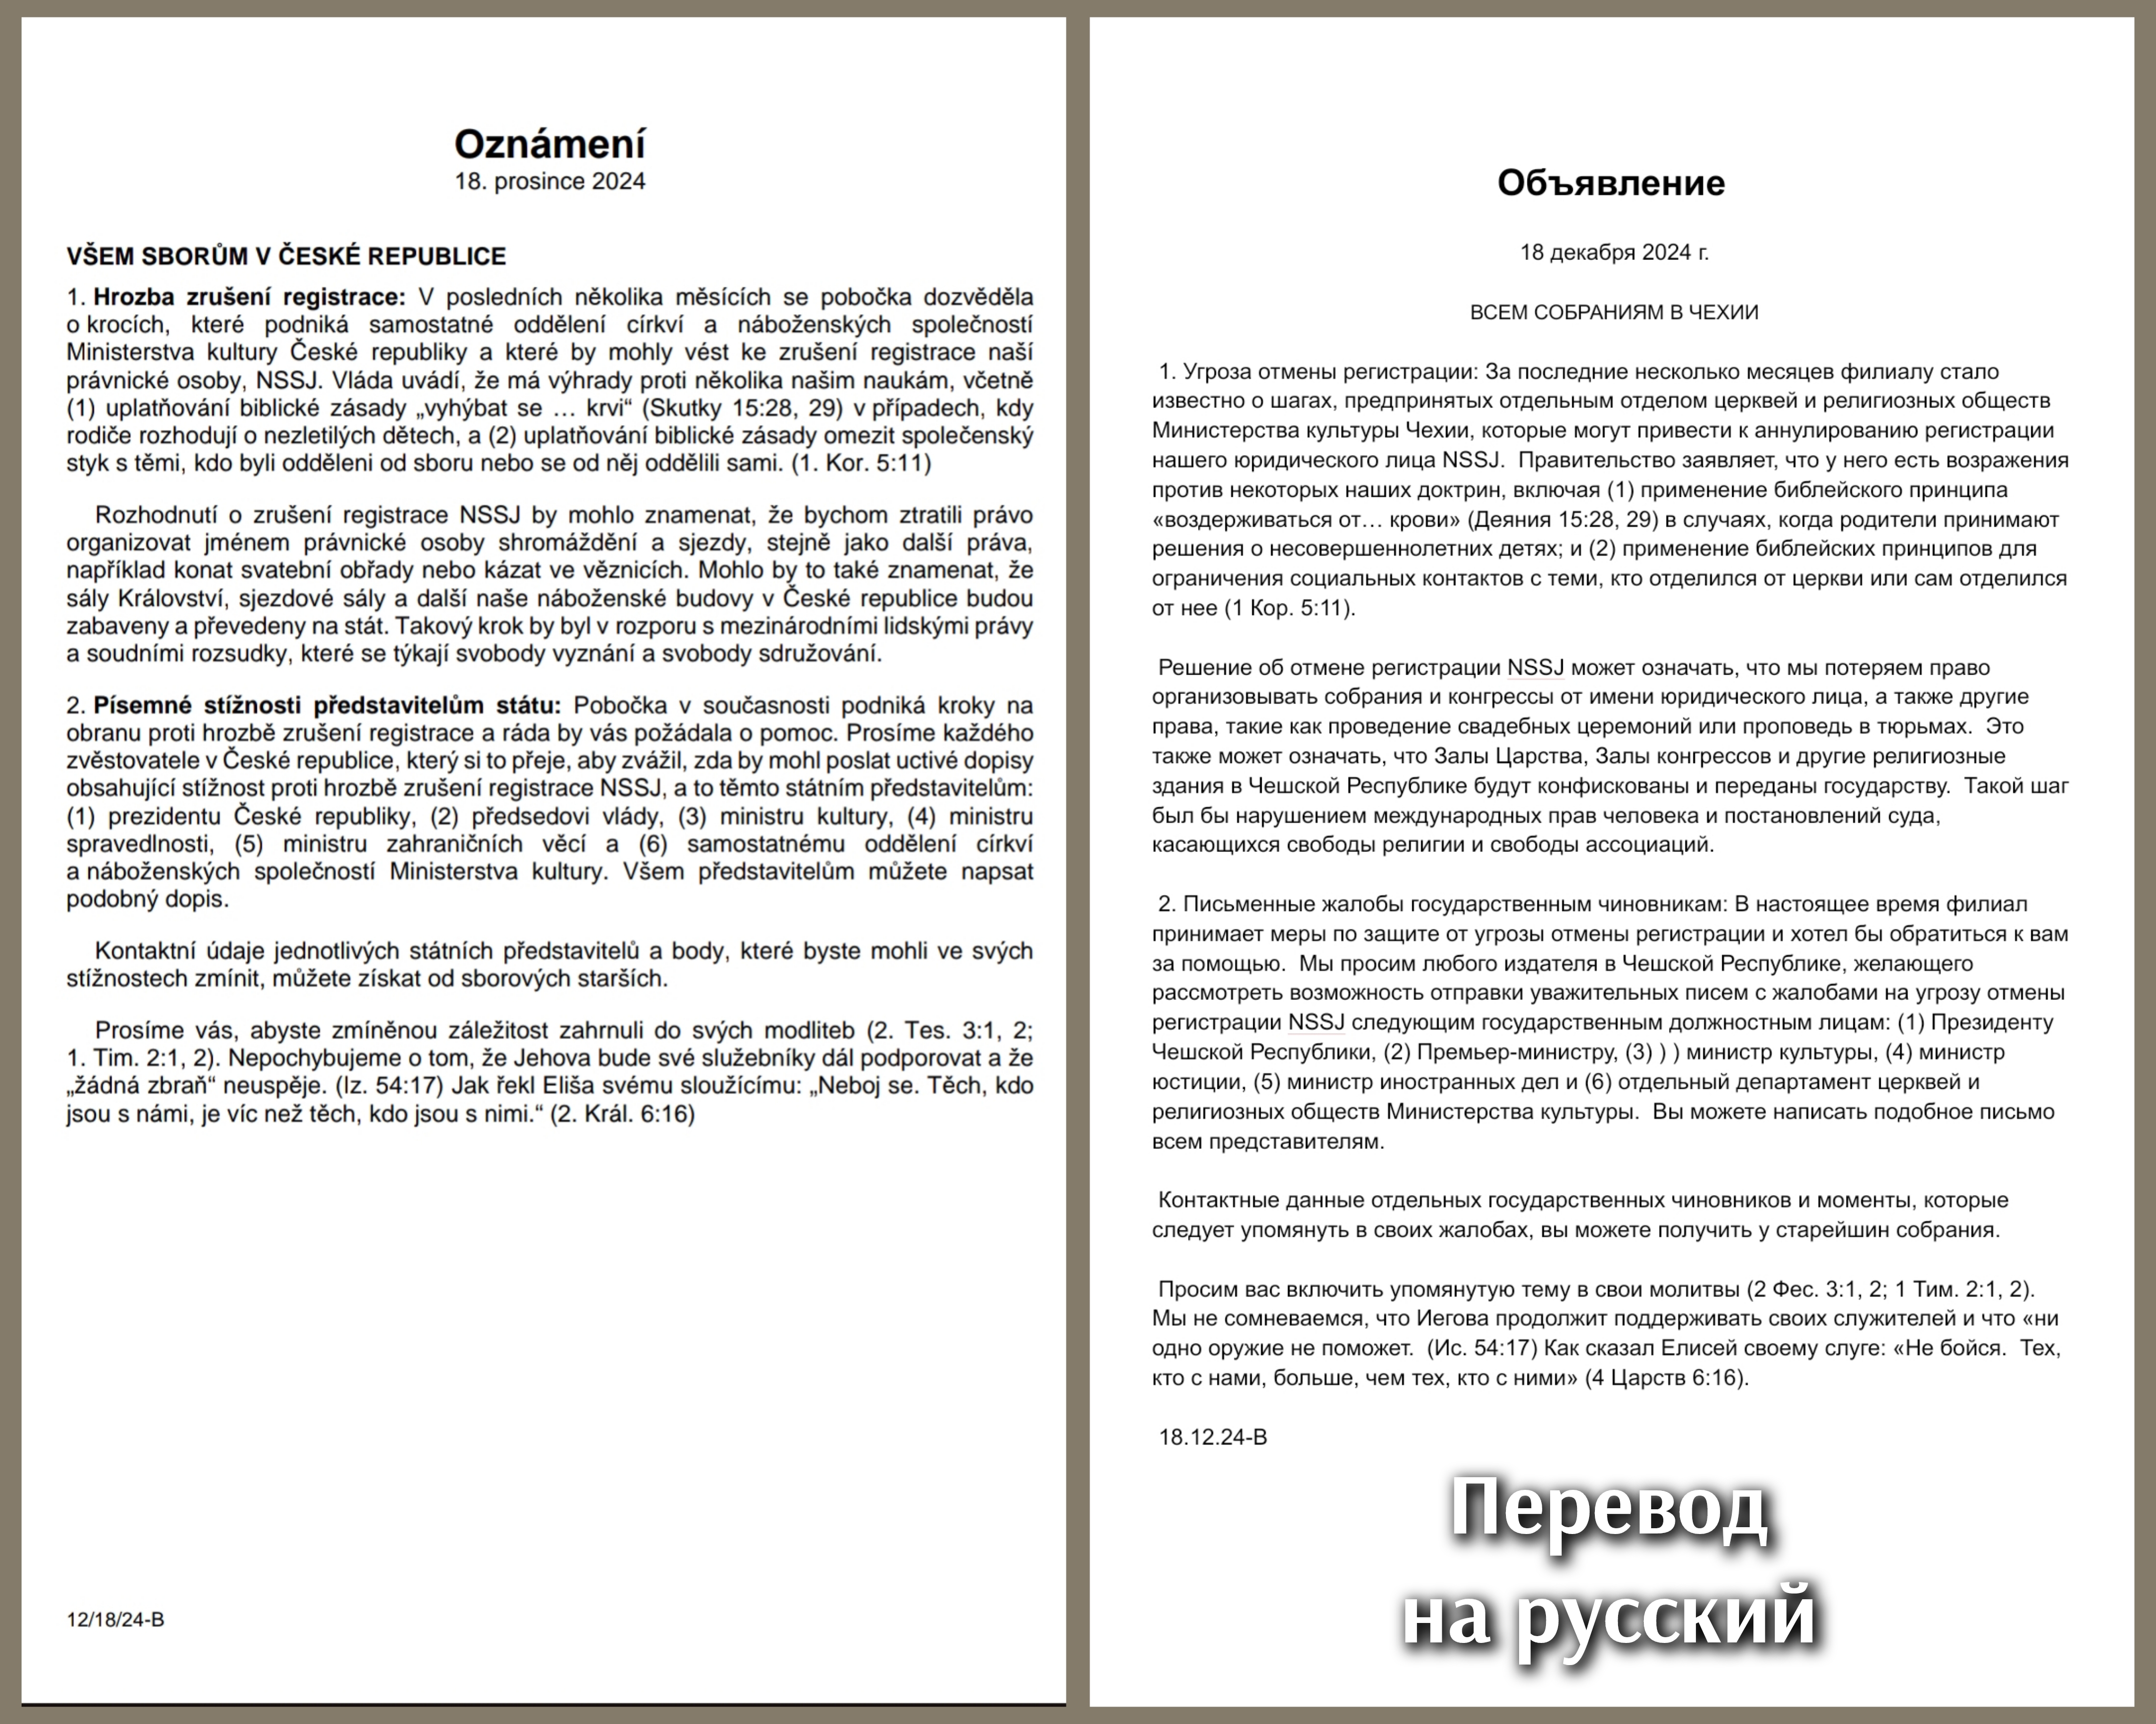 Oznámení
18. prosince 2024
VŠEM SBORŮM V ČESKÉ REPUBLICE
1. Hrozba zrušení registrace: V posledních několika měsících se pobočka dozvěděla
o krocích, které podniká samostatné oddělení církví a náboženských společností
Ministerstva kultury České republiky a které by mohly vést ke zrušení registrace naší
právnické osoby, NSSJ. Vláda uvádí, že má výhrady proti několika našim naukám, včetně
(1) uplatňování biblické zásady „vyhýbat se … krvi“ (Skutky 15:28, 29) v případech, kdy
rodiče rozhodují o nezletilých dětech, a (2) uplatňování biblické zásady omezit společenský
styk s těmi, kdo byli odděleni od sboru nebo se od něj oddělili sami. (1. Kor. 5:11)
Rozhodnutí o zrušení registrace NSSJ by mohlo znamenat, že bychom ztratili právo
organizovat jménem právnické osoby shromáždění a sjezdy, stejně jako další práva,
například konat svatební obřady nebo kázat ve věznicích. Mohlo by to také znamenat, že
sály Království, sjezdové sály a další naše náboženské budovy v České republice budou
zabaveny a převedeny na stát. Takový krok by byl v rozporu s mezinárodními lidskými právy
a soudními rozsudky, které se týkají svobody vyznání a svobody sdružování.
2. Písemné stížnosti představitelům státu: Pobočka v současnosti podniká kroky na
obranu proti hrozbě zrušení registrace a ráda by vás požádala o pomoc. Prosíme každého
zvěstovatele v České republice, který si to přeje, aby zvážil, zda by mohl poslat uctivé dopisy
obsahující stížnost proti hrozbě zrušení registrace NSSJ, a to těmto státním představitelům:
(1) prezidentu České republiky, (2) předsedovi vlády, (3) ministru kultury, (4) ministru
spravedlnosti, (5) ministru zahraničních věcí a (6) samostatnému oddělení církví
a náboženských společností Ministerstva kultury. Všem představitelům můžete napsat
podobný dopis.
Kontaktní údaje jednotlivých státních představitelů a body, které byste mohli ve svých
stížnostech zmínit, můžete získat od sborových starších.
Prosíme vás, abyste zmíněnou záležitost zahrnuli do svých modliteb (2. Tes. 3:1, 2;
1. Tim. 2:1, 2). Nepochybujeme o tom, že Jehova bude své služebníky dál podporovat a že
„žádná zbraň“ neuspěje. (Iz. 54:17) Jak řekl Eliša svému sloužícímu: „Neboj se. Těch, kdo
jsou s námi, je víc než těch, kdo jsou s nimi.“ (2. Král. 6:16)
12/18/24-B
Объявление
18 декабря 2024 г.
ВСЕМ СОБРАНИЯМ В ЧЕХИИ
1. Угроза отмены регистрации: За последние несколько месяцев филиалу стало
известно о шагах, предпринятых отдельным отделом церквей и религиозных обществ
Министерства культуры Чехии, которые могут привести к аннулированию регистрации
нашего юридического лица NSSJ. Правительство заявляет, что у него есть возражения
против некоторых наших доктрин, включая (1) применение библейского принципа
«воздерживаться от… крови» (Деяния 15:28, 29) в случаях, когда родители принимают
решения о несовершеннолетних детях; и (2) применение библейских принципов для
ограничения социальных контактов с теми, кто отделился от церкви или сам отделился
от нее (1 Кор. 5:11).
Решение об отмене регистрации NSSJ может означать, что мы потеряем право
организовывать собрания и конгрессы от имени юридического лица, а также другие
права, такие как проведение свадебных церемоний или проповедь в тюрьмах. Это
также может означать, что Залы Царства, Залы конгрессов и другие религиозные
здания в Чешской Республике будут конфискованы и переданы государству. Такой шаг
был бы нарушением международных прав человека и постановлений суда,
касающихся свободы религии и свободы ассоциаций.
2. Письменные жалобы государственным чиновникам: В настоящее время филиал
принимает меры по защите от угрозы отмены регистрации и хотел бы обратиться к вам
за помощью. Мы просим любого издателя в Чешской Республике, желающего
рассмотреть возможность отправки уважительных писем с жалобами на угрозу отмены
регистрации NSSJ следующим государственным должностным лицам: (1) Президенту
Чешской Республики, (2) Премьер-министру, (3) ) ) министр культуры, (4) министр
юстиции, (5) министр иностранных дел и (6) отдельный департамент церквей и
религиозных обществ Министерства культуры. Вы можете написать подобное письмо
всем представителям.
Контактные данные отдельных государственных чиновников и моменты, которые
следует упомянуть в своих жалобах, вы можете получить у старейшин собрания.
Просим вас включить упомянутую тему в свои молитвы (2 Фес. 3:1, 2; 1 Тим. 2:1, 2).
Мы не сомневаемся, что Иегова продолжит поддерживать своих служителей и что «ни
одно оружие не поможет. (Ис. 54:17) Как сказал Елисей своему слуге: «Не бойся. Тех,
кто с нами, больше, чем тех, кто с ними» (4 Царств 6:16).
18.12.24-B
Перевод
на русский